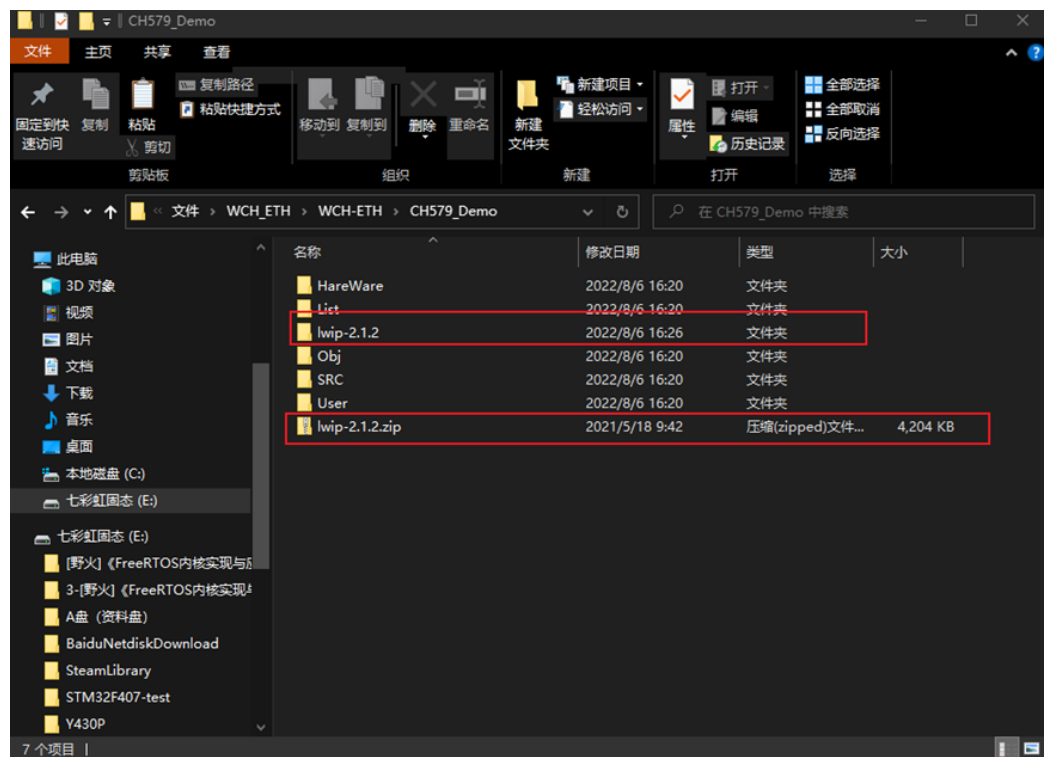 CH579_Demo
文件 主页 共享 查看
固定到快速访问 复制 粘贴 复制路径 粘贴快捷方式 剪切 移动到 复制到 删除 重命名 新建文件夹 新建项目 轻松访问 属性 打开 编辑 历史记录 全部选择 全部取消 反向选择
剪贴板 组织 新建 打开 选择
« 文件 › WCH_ETH › WCH-ETH › CH579_Demo 在 CH579_Demo 中搜索
名称 修改日期 类型 大小
HareWare 2022/8/6 16:20 文件夹
List 2022/8/6 16:20 文件夹
lwip-2.1.2 2022/8/6 16:26 文件夹
Obj 2022/8/6 16:20 文件夹
SRC 2022/8/6 16:20 文件夹
User 2022/8/6 16:20 文件夹
lwip-2.1.2.zip 2021/5/18 9:42 压缩(zipped)文件... 4,204 KB
此电脑
3D 对象
视频
图片
文档
下载
音乐
桌面
本地磁盘 (C:)
七彩虹固态 (E:)
七彩虹固态 (E:)
[野火]《FreeRTOS内核实现与
3-[野火]《FreeRTOS内核实现
A盘（资料盘）
BaiduNetdiskDownload
SteamLibrary
STM32F407-test
Y430P
7 个项目